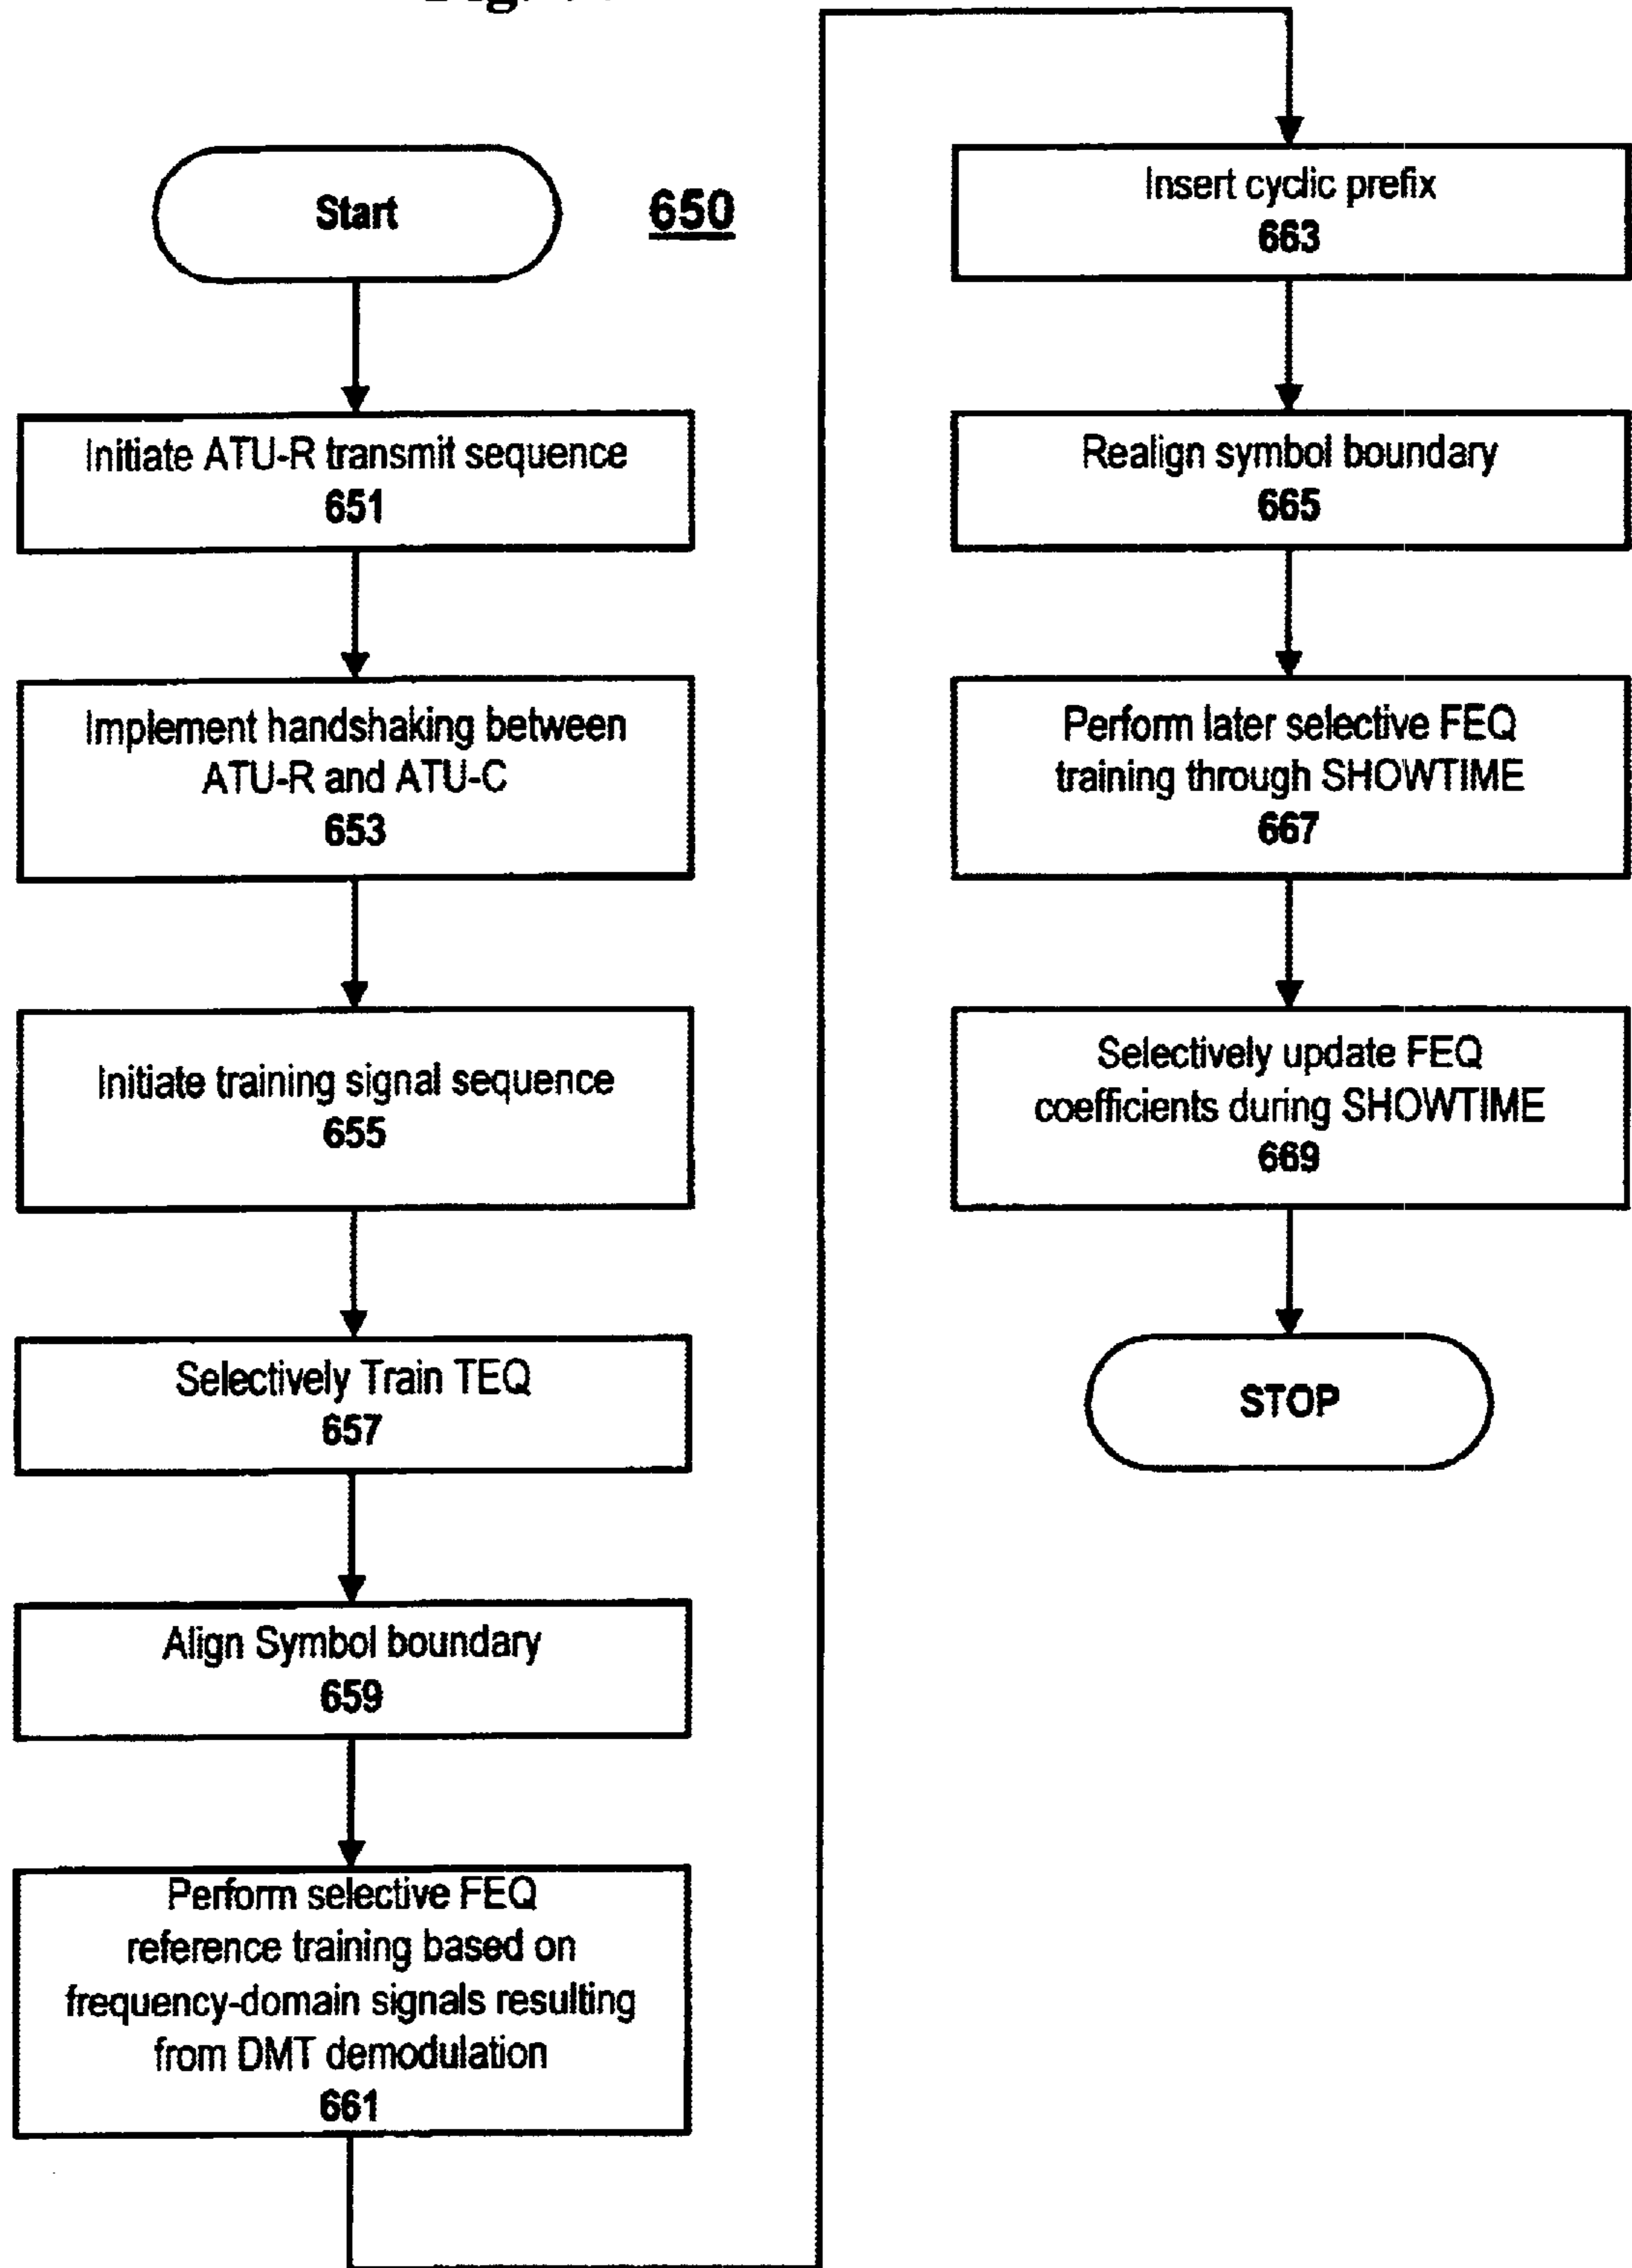 Start
650
Initiate ATU-R transmit sequence
651
Implement handshaking between
ATU-R and ATU-C
653
Initiate training signal sequence
655
Selectively Train TEQ
657
Align Symbol boundary
659
Perform selective FEQ
reference training based on
frequency-domain signals resulting
from DMT demodulation
661
Insert cyclic prefix
663
Realign symbol boundary
665
Perform later selective FEQ
training through SHOWTIME
667
Selectively update FEQ
coefficients during SHOWTIME
669
STOP